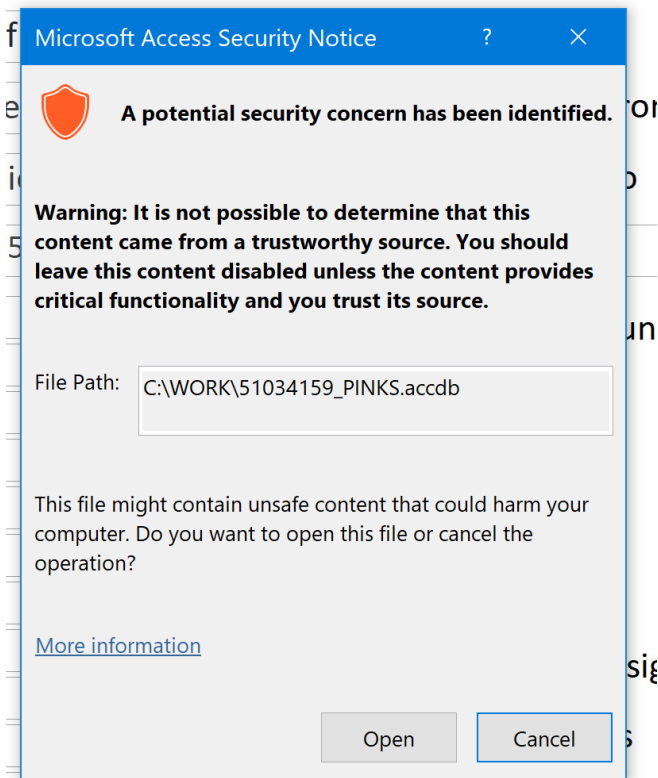 Microsoft Access Security Notice ?
A potential security concern has been identified.
Warning: It is not possible to determine that this
content came from a trustworthy source. You should
leave this content disabled unless the content provides
critical functionality and you trust its source.
File Path: C:\WORK\51034159_PINKS.accdb
This file might contain unsafe content that could harm your
computer. Do you want to open this file or cancel the
operation?
More information
Open Cancel